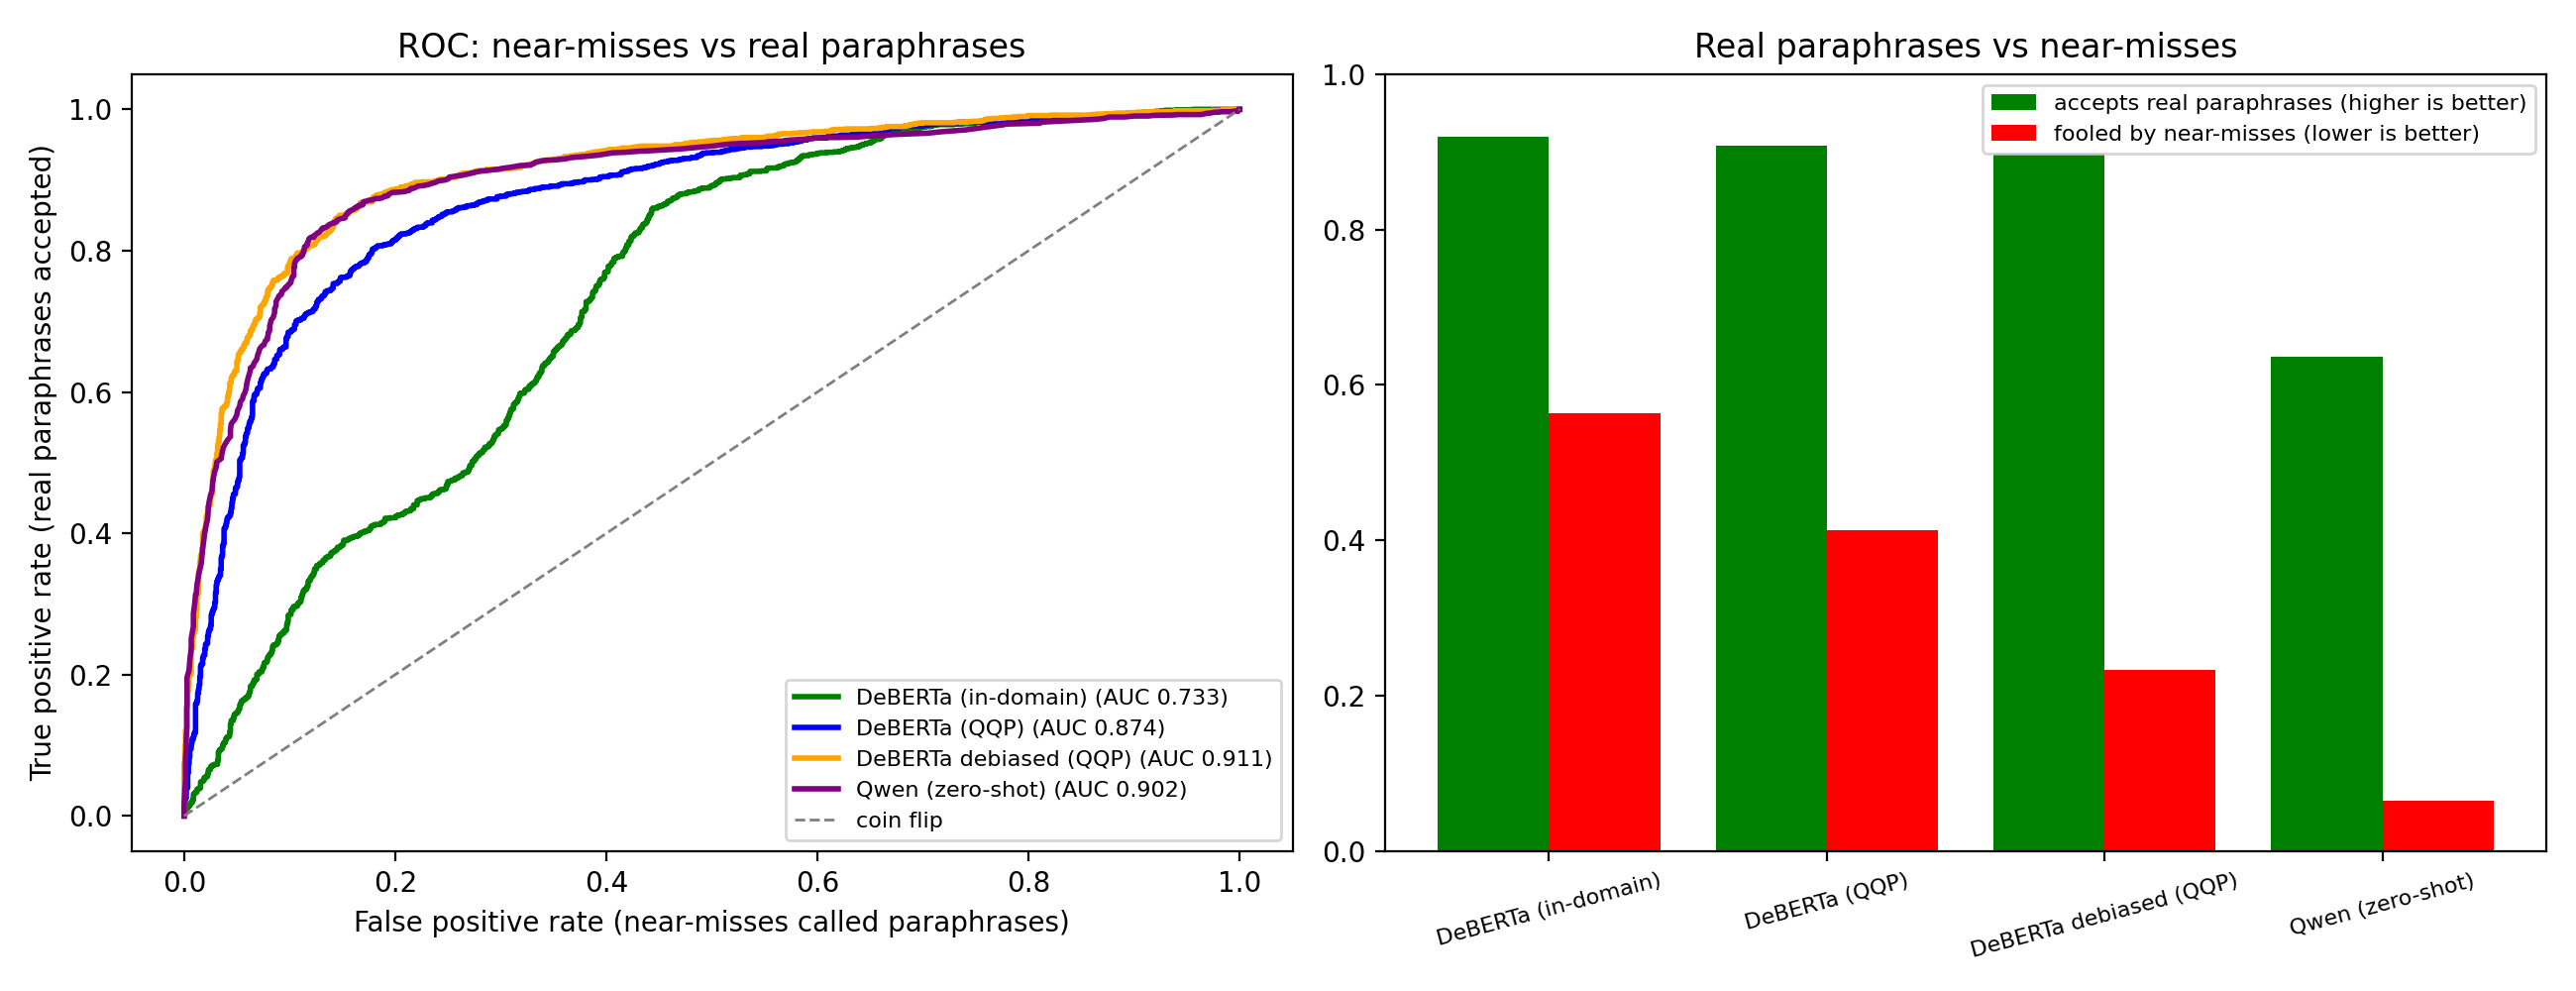 ROC: near-misses vs real paraphrases
True positive rate (real paraphrases accepted)
1.0
0.8
0.6
0.4
0.2
0.0
0.0 0.2 0.4 0.6 0.8 1.0
False positive rate (near-misses called paraphrases)
DeBERTa (in-domain) (AUC 0.733)
DeBERTa (QQP) (AUC 0.874)
DeBERTa debiased (QQP) (AUC 0.911)
Qwen (zero-shot) (AUC 0.902)
coin flip
Real paraphrases vs near-misses
1.0
0.8
0.6
0.4
0.2
0.0
accepts real paraphrases (higher is better)
fooled by near-misses (lower is better)
DeBERTa (in-domain)
DeBERTa (QQP)
DeBERTa debiased (QQP)
Qwen (zero-shot)